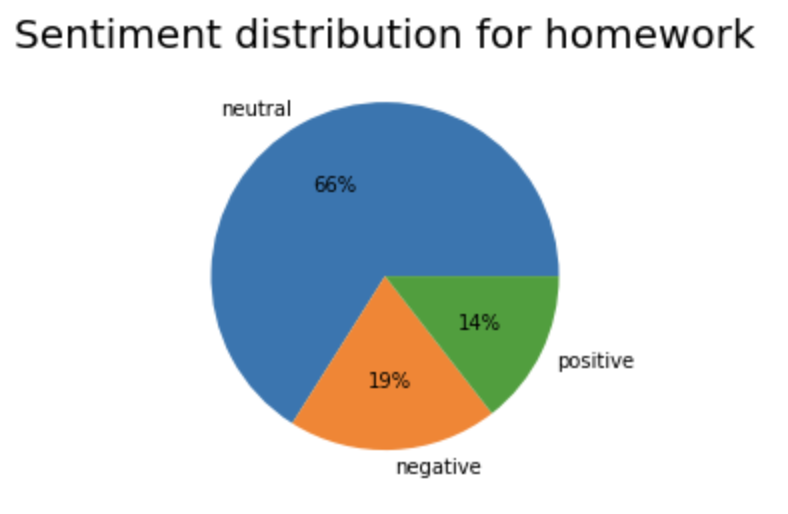 Sentiment distribution for homework
neutral
66%
14%
positive
19%
negative